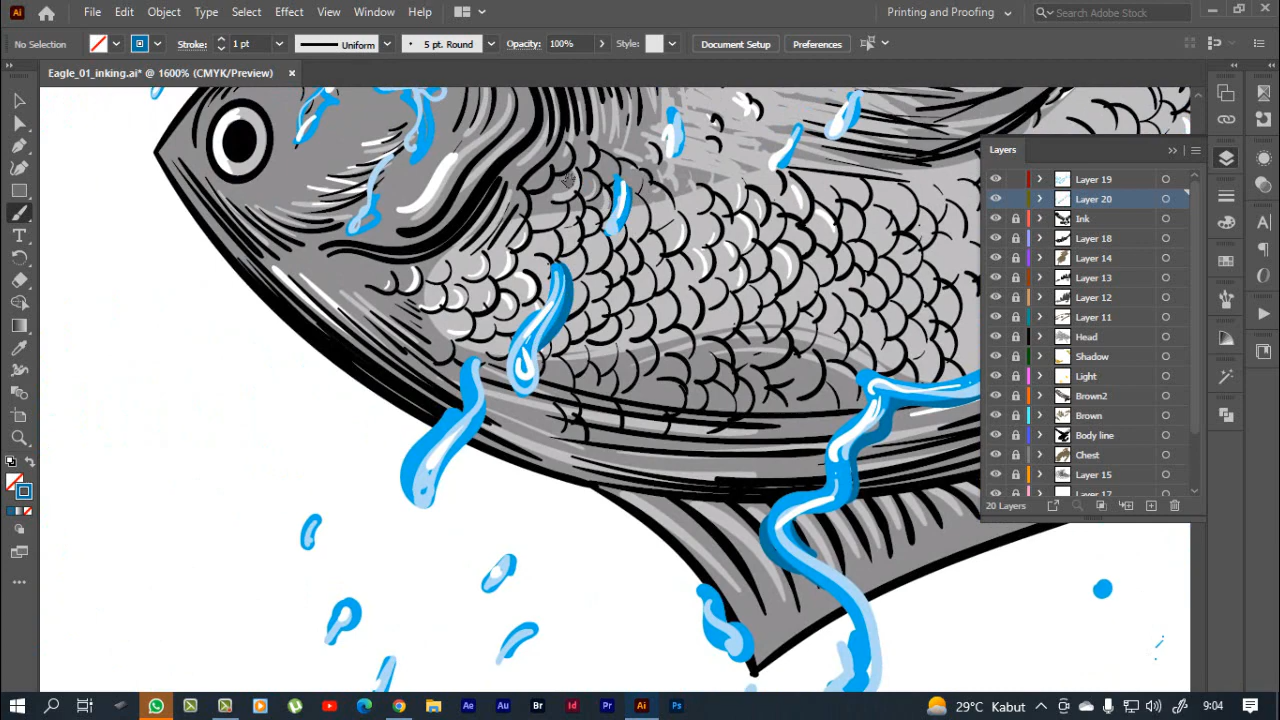 Ai File Edit Object Type Select Effect View Window Help Printing and Proofing Search Adobe Stock
No Selection Stroke: 1 pt Uniform 5 pt. Round Opacity: 100% Style: Document Setup Preferences
Eagle_01_inking.ai* @ 1600% (CMYK/Preview)
Layers
Layer 19
Layer 20
Ink
Layer 18
Layer 14
Layer 13
Layer 12
Layer 11
Head
Shadow
Light
Brown2
Brown
Body line
Chest
Layer 15
Layer 17
20 Layers
Ae Au Br Id Pr Ai Ps 29°C Kabut 9:04